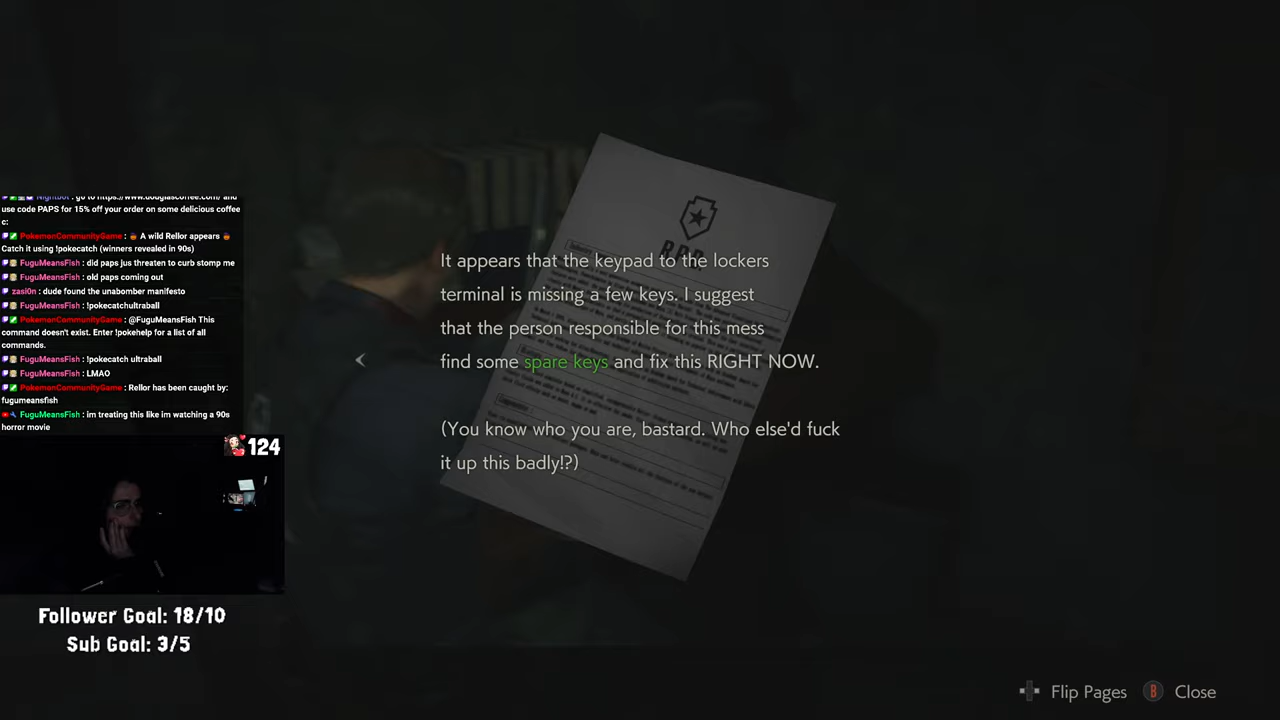 Nightbot : go to https://www.douglascoffee.com/ and
use code PAPS for 15% off your order on some delicious coffee
c:
PokemonCommunityGame : A wild Rellor appears
Catch it using !pokecatch (winners revealed in 90s)
FuguMeansFish : did paps jus threaten to curb stomp me
FuguMeansFish : old paps coming out
zasi0n : dude found the unabomber manifesto
FuguMeansFish : !pokecatchultraball
PokemonCommunityGame : @FuguMeansFish This
command doesn't exist. Enter !pokehelp for a list of all
commands.
FuguMeansFish : !pokecatch ultraball
FuguMeansFish : LMAO
PokemonCommunityGame : Rellor has been caught by:
fugumeansfish
FuguMeansFish : im treating this like im watching a 90s
horror movie
124
Follower Goal: 18/10
Sub Goal: 3/5
R.P.D.
It appears that the keypad to the lockers
terminal is missing a few keys. I suggest
that the person responsible for this mess
find some spare keys and fix this RIGHT NOW.
(You know who you are, bastard. Who else'd fuck
it up this badly!?)
Flip Pages
B Close